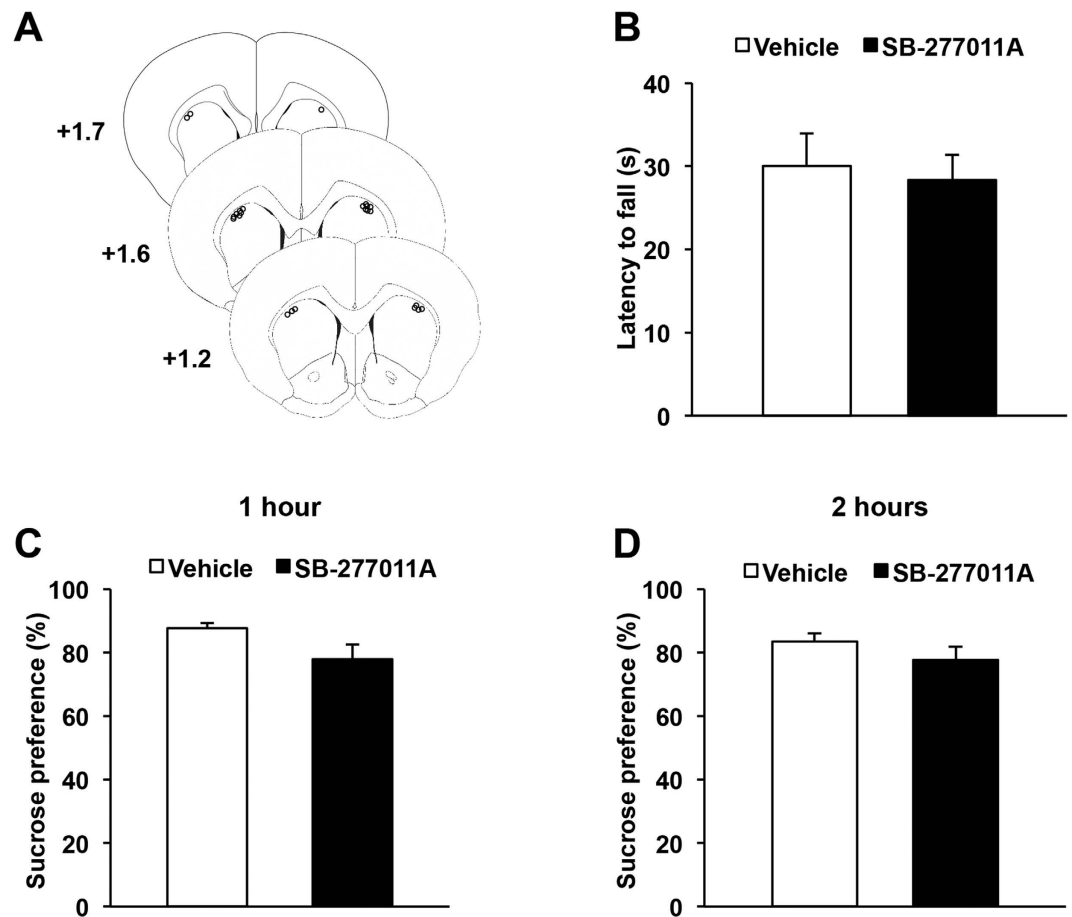 A
+1.7
+1.6
+1.2
B
Vehicle SB-277011A
Latency to fall (s)
40
30
20
10
0
1 hour
C
Vehicle SB-277011A
Sucrose preference (%)
100
80
60
40
20
0
2 hours
D
Vehicle SB-277011A
Sucrose preference (%)
100
80
60
40
20
0